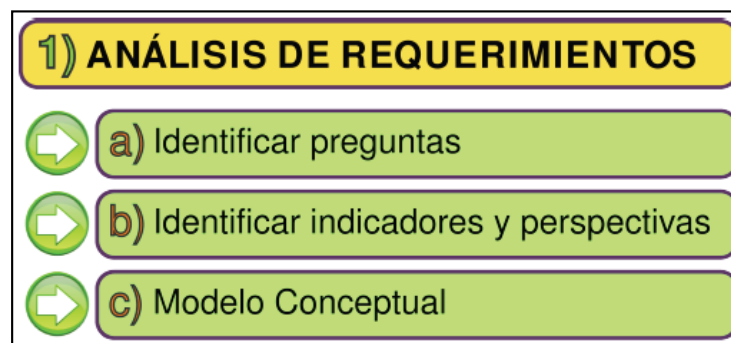 1) ANÁLISIS DE REQUERIMIENTOS
a) Identificar preguntas
b) Identificar indicadores y perspectivas
c) Modelo Conceptual